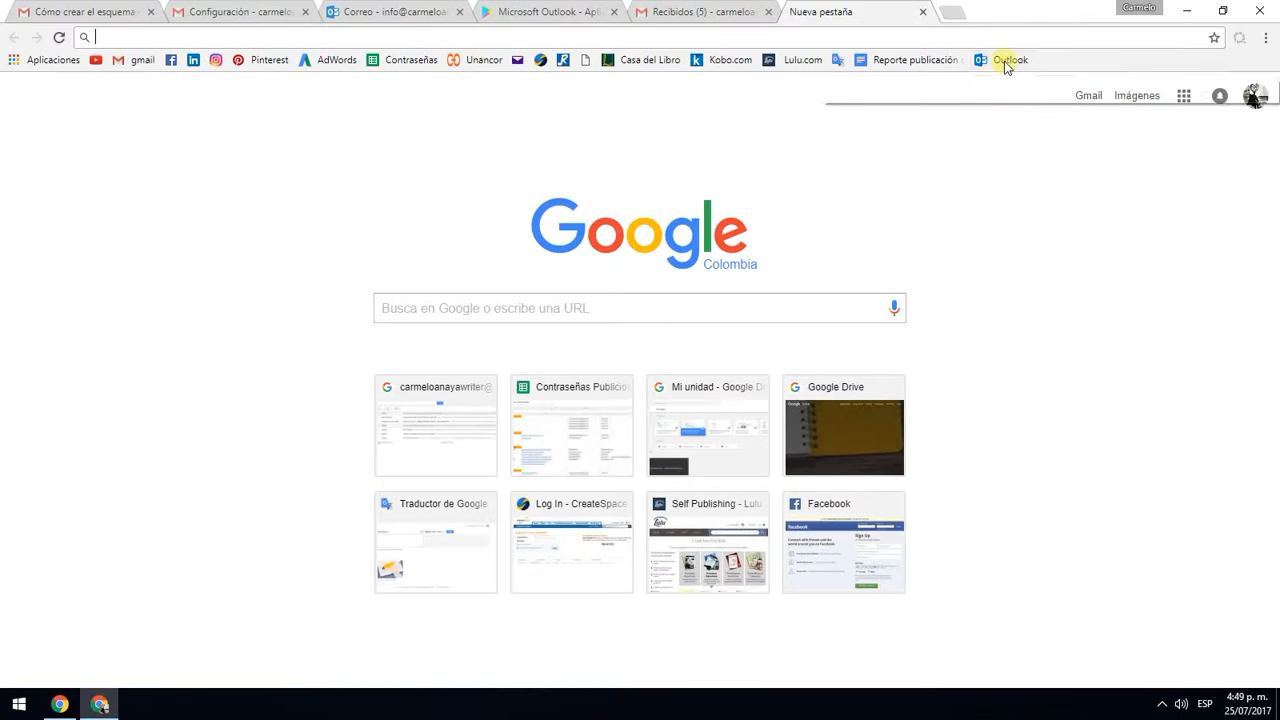 Cómo crear el esquema
Configuración - carmelo
Correo - info@carmeloan
Microsoft Outlook - Apli
Recibidos (5) - carmeloa
Nueva pestaña
Carmelo
Aplicaciones
gmail
Pinterest
AdWords
Contraseñas
Unancor
Casa del Libro
Kobo.com
Lulu.com
Reporte publicación
Outlook
Gmail
Imágenes
Google
Colombia
Busca en Google o escribe una URL
carmeloanayawriter@
Contraseñas Publicio
Mi unidad - Google D
Google Drive
Traductor de Google
Log In - CreateSpace
Self Publishing - Lulu
Facebook
4:49 p. m.
ESP
25/07/2017